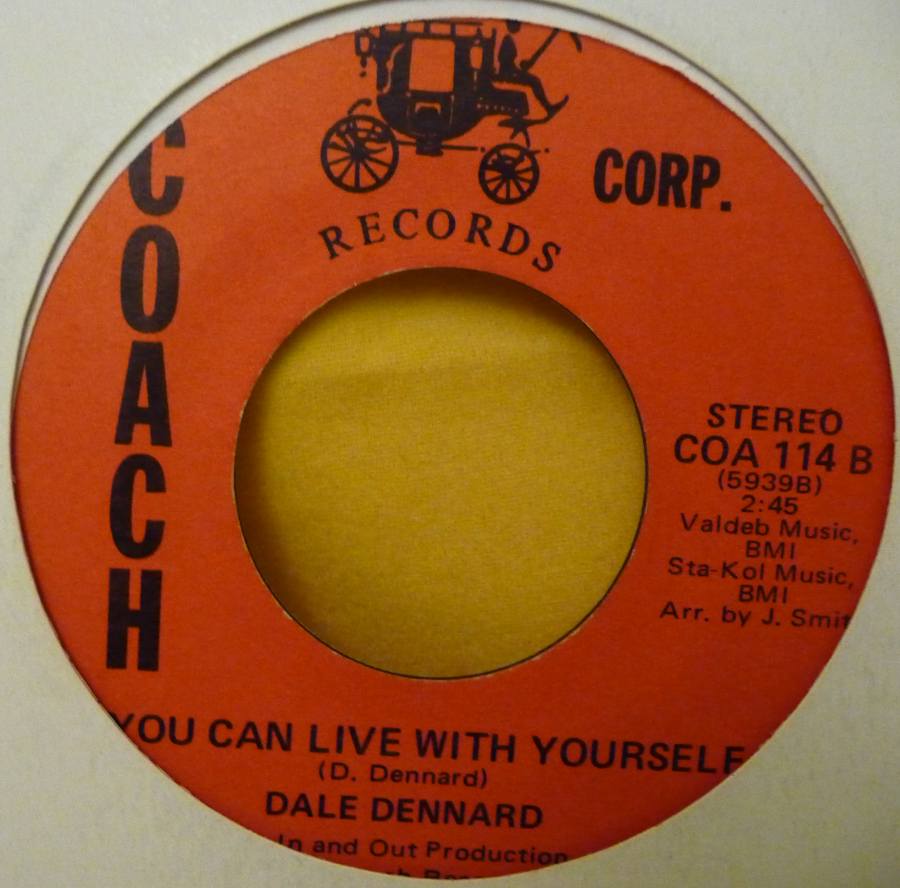 COACH
RECORDS
CORP.
STEREO
COA 114 B
(5939B)
2:45
Valdeb Music,
BMI
Sta-Kol Music,
BMI
Arr. by J. Smit
YOU CAN LIVE WITH YOURSELF
(D. Dennard)
DALE DENNARD
In and Out Production